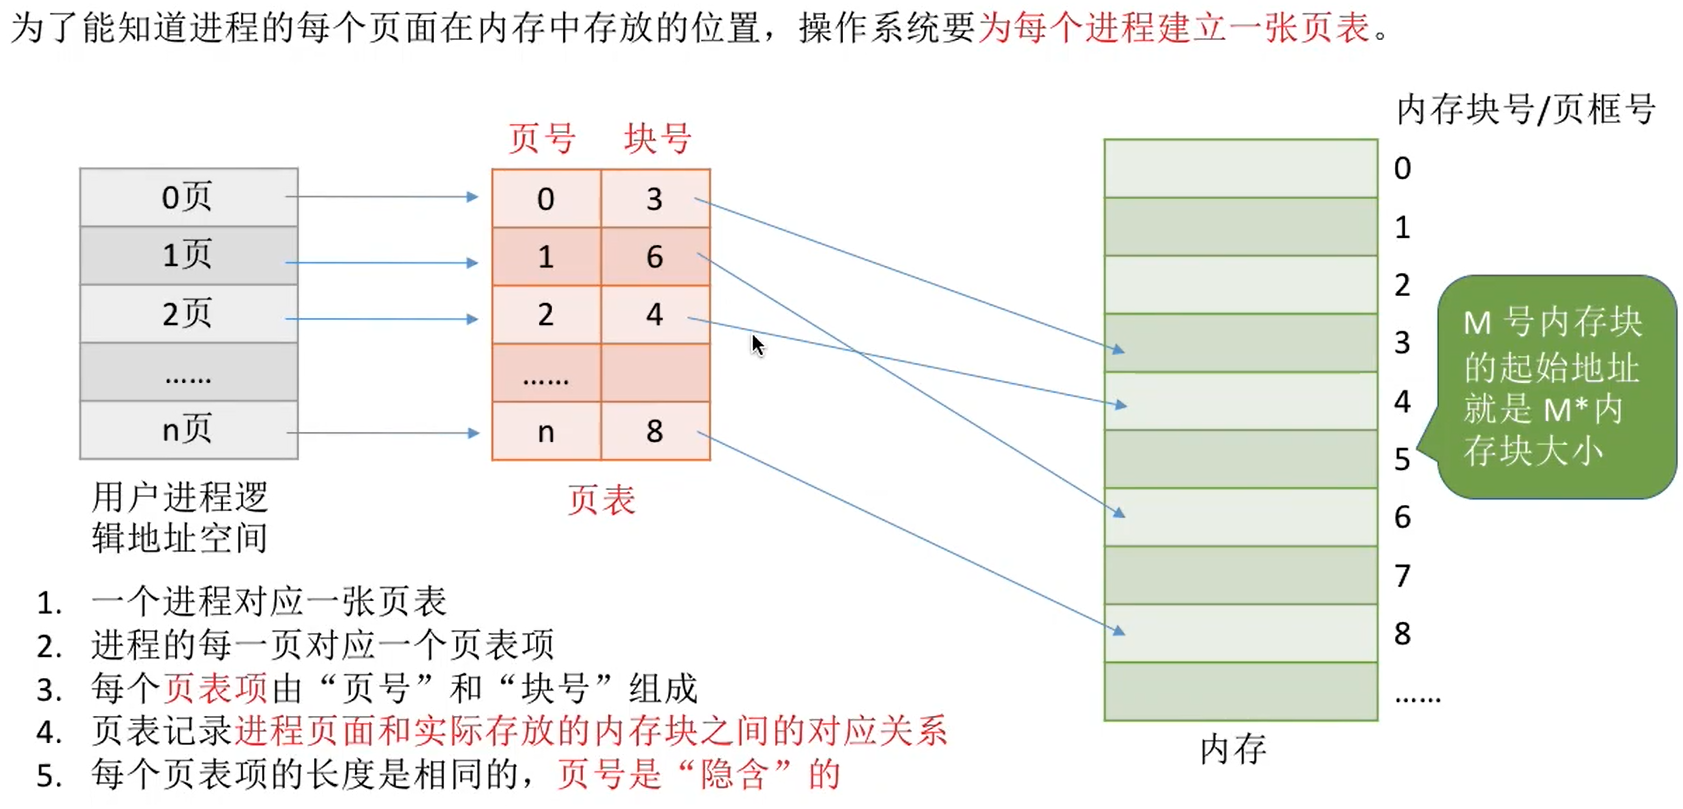 为了能知道进程的每个页面在内存中存放的位置，操作系统要为每个进程建立一张页表。
内存块号/页框号
页号 块号
0页
1页
2页
……
n页
用户进程逻
辑地址空间
0 3
1 6
2 4
……
n 8
页表
0
1
2
3
4
5
6
7
8
……
内存
M 号内存块
的起始地址
就是 M*内
存块大小
1. 一个进程对应一张页表
2. 进程的每一页对应一个页表项
3. 每个页表项由“页号”和“块号”组成
4. 页表记录进程页面和实际存放的内存块之间的对应关系
5. 每个页表项的长度是相同的，页号是“隐含”的